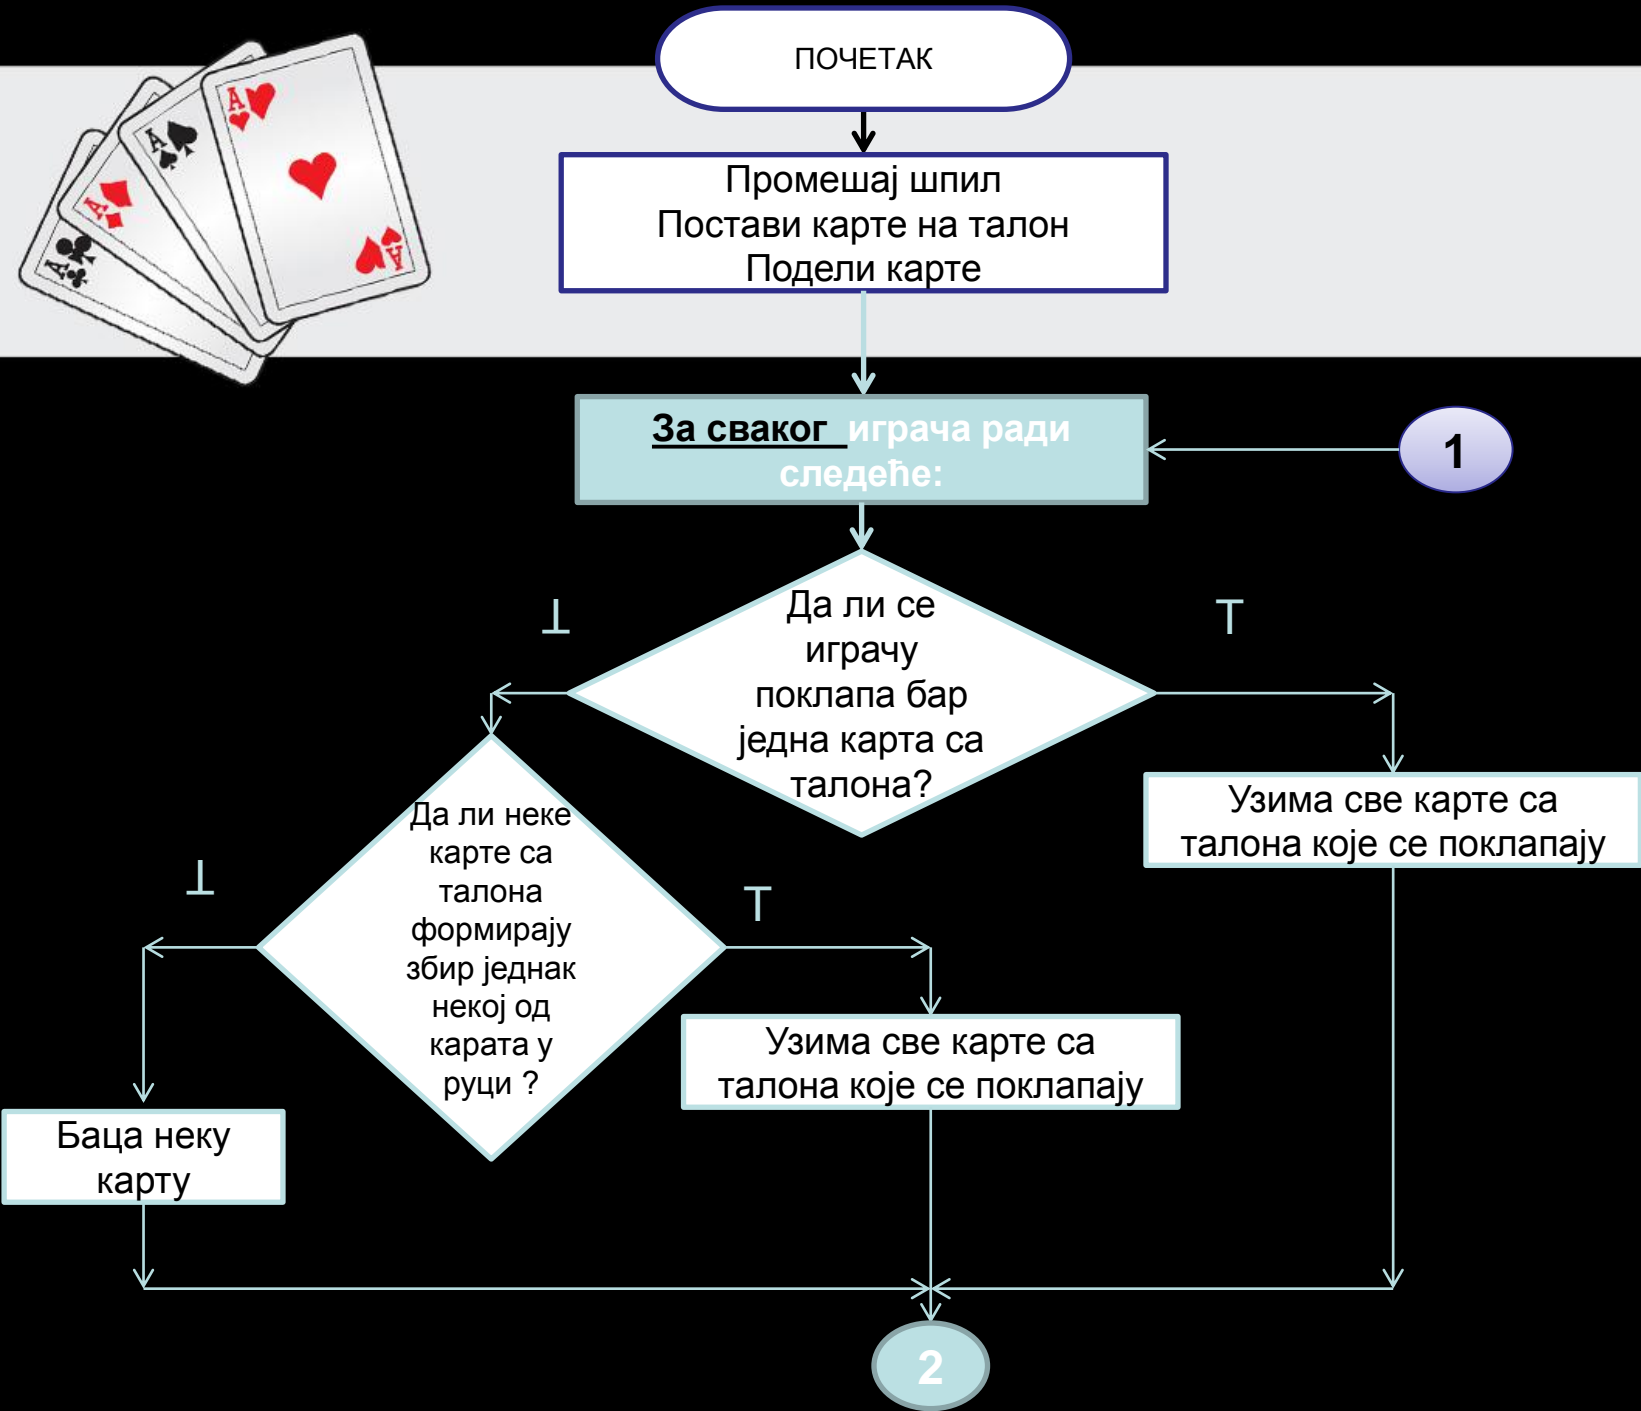 ПОЧЕТАК
Промешај шпил
Постави карте на талон
Подели карте
За сваког играча ради
следеће:
1
Да ли се
играчу
поклапа бар
једна карта са
талона?
⊥
T
Узима све карте са
талона које се поклапају
Да ли неке
карте са
талона
формирају
збир једнак
некој од
карата у
руци ?
⊥
T
Узима све карте са
талона које се поклапају
Баца неку
карту
2
A
A
A
A
A